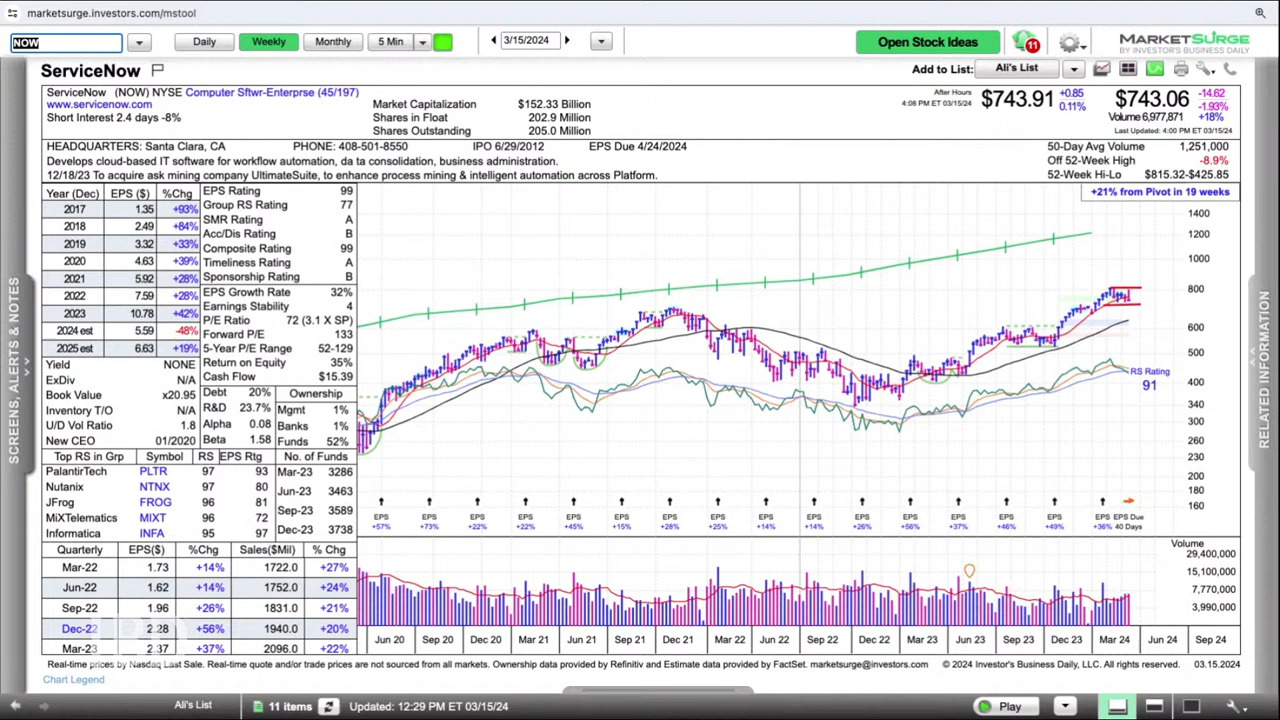 marketsurge.investors.com/mstool
NOW Daily Weekly Monthly 5 Min 3/15/2024 Open Stock Ideas 11 MARKETSURGE
BY INVESTOR'S BUSINESS DAILY
ServiceNow Add to List: Ali's List
ServiceNow (NOW) NYSE Computer Sftwr-Enterprse (45/197)
www.servicenow.com
Short Interest 2.4 days -8%
Market Capitalization $152.33 Billion
Shares in Float 202.9 Million
Shares Outstanding 205.0 Million
After Hours
4:08 PM ET 03/15/24
$743.91 +0.85
0.11%
$743.06 -14.62
-1.93%
Volume 6,977,871 +18%
Last Updated: 4:00 PM ET 03/15/24
HEADQUARTERS: Santa Clara, CA PHONE: 408-501-8550 IPO 6/29/2012 EPS Due 4/24/2024
Develops cloud-based IT software for workflow automation, da ta consolidation, business administration.
12/18/23 To acquire ask mining company UltimateSuite, to enhance process mining & intelligent automation across Platform.
50-Day Avg Volume 1,251,000
Off 52-Week High -8.9%
52-Week Hi-Lo $815.32-$425.85
Year (Dec) EPS ($) %Chg
2017 1.35 +93%
2018 2.49 +84%
2019 3.32 +33%
2020 4.63 +39%
2021 5.92 +28%
2022 7.59 +28%
2023 10.78 +42%
2024 est 5.59 -48%
2025 est 6.63 +19%
Yield NONE
ExDiv N/A
Book Value x20.95
Inventory T/O N/A
U/D Vol Ratio 1.8
New CEO 01/2020
EPS Rating 99
Group RS Rating 77
SMR Rating A
Acc/Dis Rating B
Composite Rating 99
Timeliness Rating A
Sponsorship Rating B
EPS Growth Rate 32%
Earnings Stability 4
P/E Ratio 72 (3.1 X SP)
Forward P/E 133
5-Year P/E Range 52-129
Return on Equity 35%
Cash Flow $15.39
Debt 20%
R&D 23.7%
Alpha 0.08
Beta 1.58
Ownership
Mgmt 1%
Banks 1%
Funds 52%
Top RS in Grp Symbol RS EPS Rtg
PalantirTech PLTR 97 93
Nutanix NTNX 97 80
JFrog FROG 96 81
MiXTelematics MIXT 96 72
Informatica INFA 95 97
No. of Funds
Mar-23 3286
Jun-23 3463
Sep-23 3589
Dec-23 3738
Quarterly EPS($) %Chg Sales($Mil) % Chg
Mar-22 1.73 +14% 1722.0 +27%
Jun-22 1.62 +14% 1752.0 +24%
Sep-22 1.96 +26% 1831.0 +21%
Dec-22 2.28 +56% 1940.0 +20%
Mar-23 2.37 +37% 2096.0 +22%
+21% from Pivot in 19 weeks
1400
1200
1000
800
600
500
400
340
300
260
230
200
180
160
RS Rating
91
EPS EPS EPS EPS EPS EPS EPS EPS EPS EPS EPS EPS EPS EPS EPS EPS EPS Due
+57% +73% +22% +22% +45% +15% +28% +25% +14% +14% +26% +56% +37% +46% +49% +36% 40 Days
Volume
29,400,000
15,100,000
7,770,000
3,990,000
Jun 20 Sep 20 Dec 20 Mar 21 Jun 21 Sep 21 Dec 21 Mar 22 Jun 22 Sep 22 Dec 22 Mar 23 Jun 23 Sep 23 Dec 23 Mar 24 Jun 24 Sep 24
Real-time prices by Nasdaq Last Sale. Real-time quote and/or trade prices are not sourced from all markets. Ownership data provided by Refinitiv and Estimate data provided by FactSet. marketsurge@investors.com © 2024 Investor's Business Daily, LLC. All rights reserved. 03.15.2024
Chart Legend
SCREENS, ALERTS & NOTES
RELATED INFORMATION
Ali's List 11 items Updated: 12:29 PM ET 03/15/24 Play